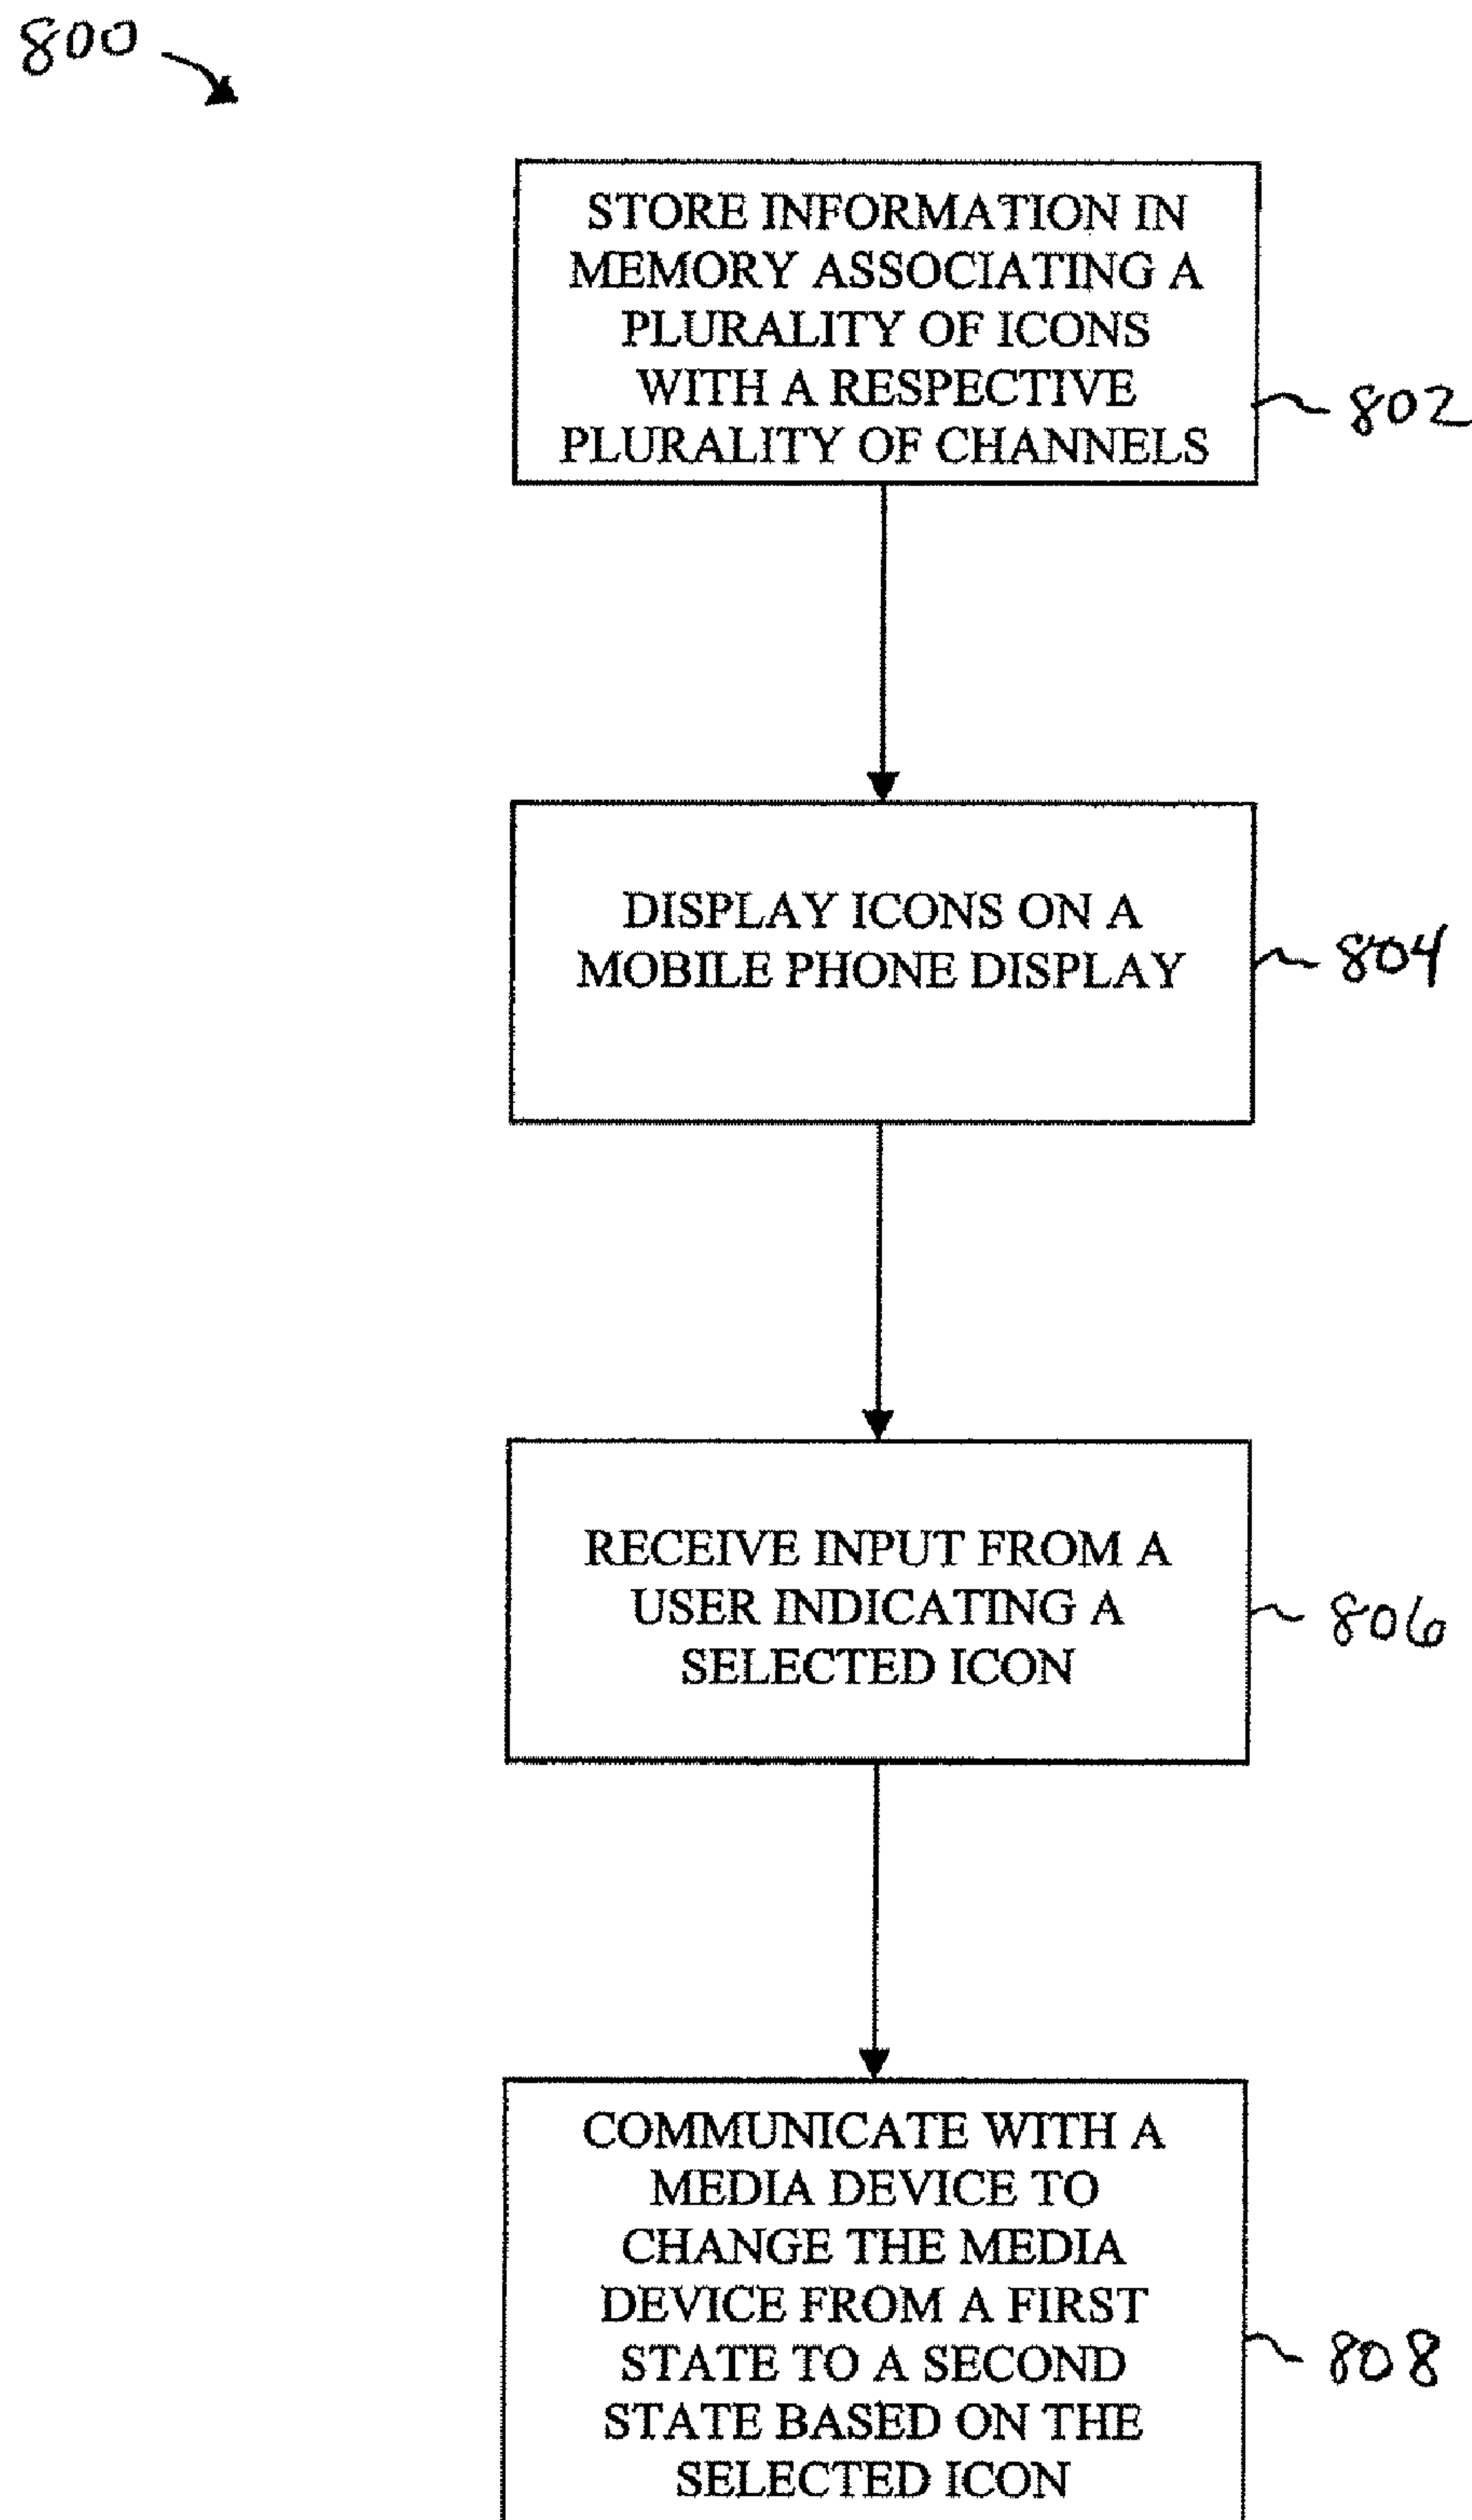 800
STORE INFORMATION IN
MEMORY ASSOCIATING A
PLURALITY OF ICONS
WITH A RESPECTIVE
PLURALITY OF CHANNELS
802
DISPLAY ICONS ON A
MOBILE PHONE DISPLAY
804
RECEIVE INPUT FROM A
USER INDICATING A
SELECTED ICON
806
COMMUNICATE WITH A
MEDIA DEVICE TO
CHANGE THE MEDIA
DEVICE FROM A FIRST
STATE TO A SECOND
STATE BASED ON THE
SELECTED ICON
808